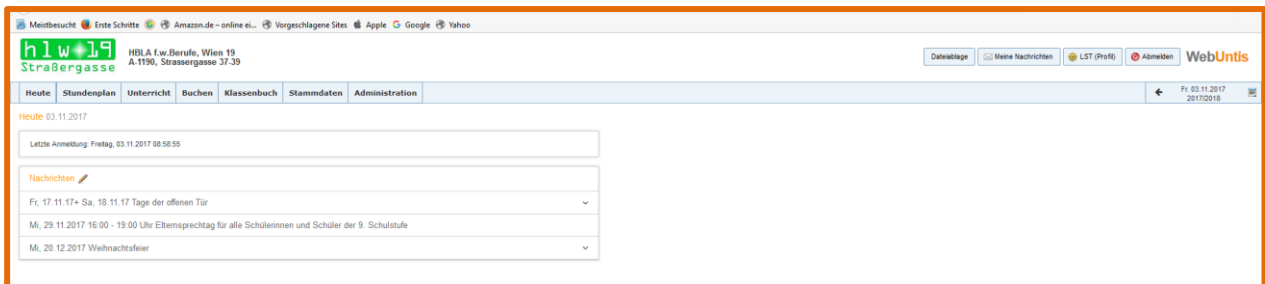 Meistbesucht Erste Schritte Amazon.de – online ei... Vorgeschlagene Sites Apple Google Yahoo
hlw 19
Straßergasse
HBLA f.w.Berufe, Wien 19
A-1190, Strassergasse 37-39
Dateiablage Meine Nachrichten LST (Profil) Abmelden WebUntis
Heute Stundenplan Unterricht Buchen Klassenbuch Stammdaten Administration
Fr. 03.11.2017
2017/2018
Heute 03.11.2017
Letzte Anmeldung: Freitag, 03.11.2017 08:58:55
Nachrichten
Fr, 17.11.17+ Sa, 18.11.17 Tage der offenen Tür
Mi, 29.11.2017 16:00 - 19:00 Uhr Elternsprechtag für alle Schülerinnen und Schüler der 9. Schulstufe
Mi, 20.12.2017 Weihnachtsfeier